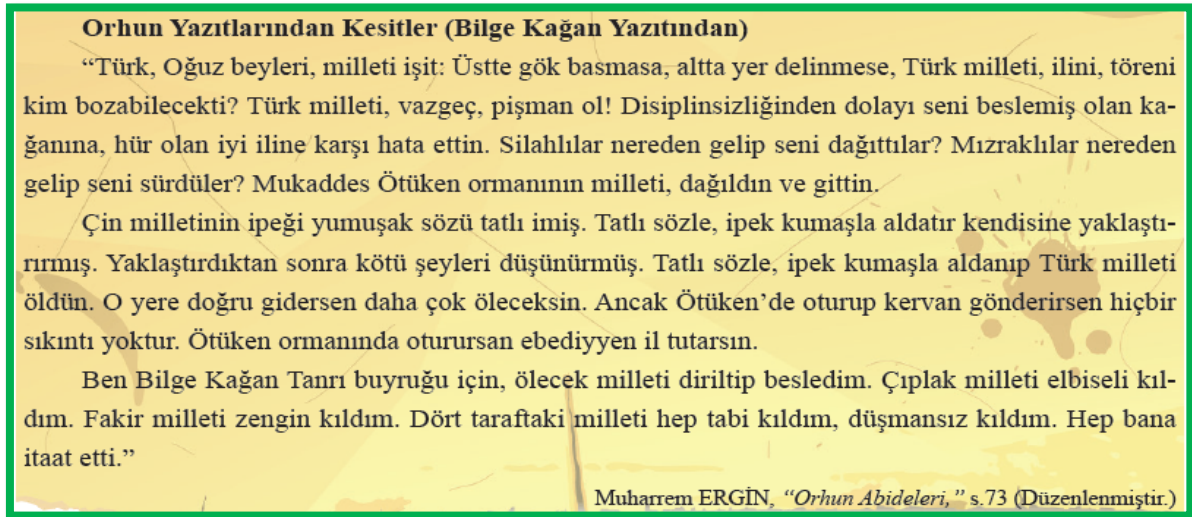 Orhun Yazıtlarından Kesitler (Bilge Kağan Yazıtından)
“Türk, Oğuz beyleri, milleti işit: Üstte gök basmasa, altta yer delinmese, Türk milleti, ilini, töreni
kim bozabilecekti? Türk milleti, vazgeç, pişman ol! Disiplinsizliğinden dolayı seni beslemiş olan ka-
ğanına, hür olan iyi iline karşı hata ettin. Silahlılar nereden gelip seni dağıttılar? Mızraklılar nereden
gelip seni sürdüler? Mukaddes Ötüken ormanının milleti, dağıldın ve gittin.
Çin milletinin ipeği yumuşak sözü tatlı imiş. Tatlı sözle, ipek kumaşla aldatır kendisine yaklaştı-
rırmış. Yaklaştırdıktan sonra kötü şeyleri düşünürmüş. Tatlı sözle, ipek kumaşla aldanıp Türk milleti
öldün. O yere doğru gidersen daha çok öleceksin. Ancak Ötüken’de oturup kervan gönderirsen hiçbir
sıkıntı yoktur. Ötüken ormanında oturursan ebediyyen il tutarsın.
Ben Bilge Kağan Tanrı buyruğu için, ölecek milleti diriltip besledim. Çıplak milleti elbiseli kıl-
dım. Fakir milleti zengin kıldım. Dört taraftaki milleti hep tabi kıldım, düşmansız kıldım. Hep bana
itaat etti.”
Muharrem ERGİN, “Orhun Abideleri,” s.73 (Düzenlenmiştir.)